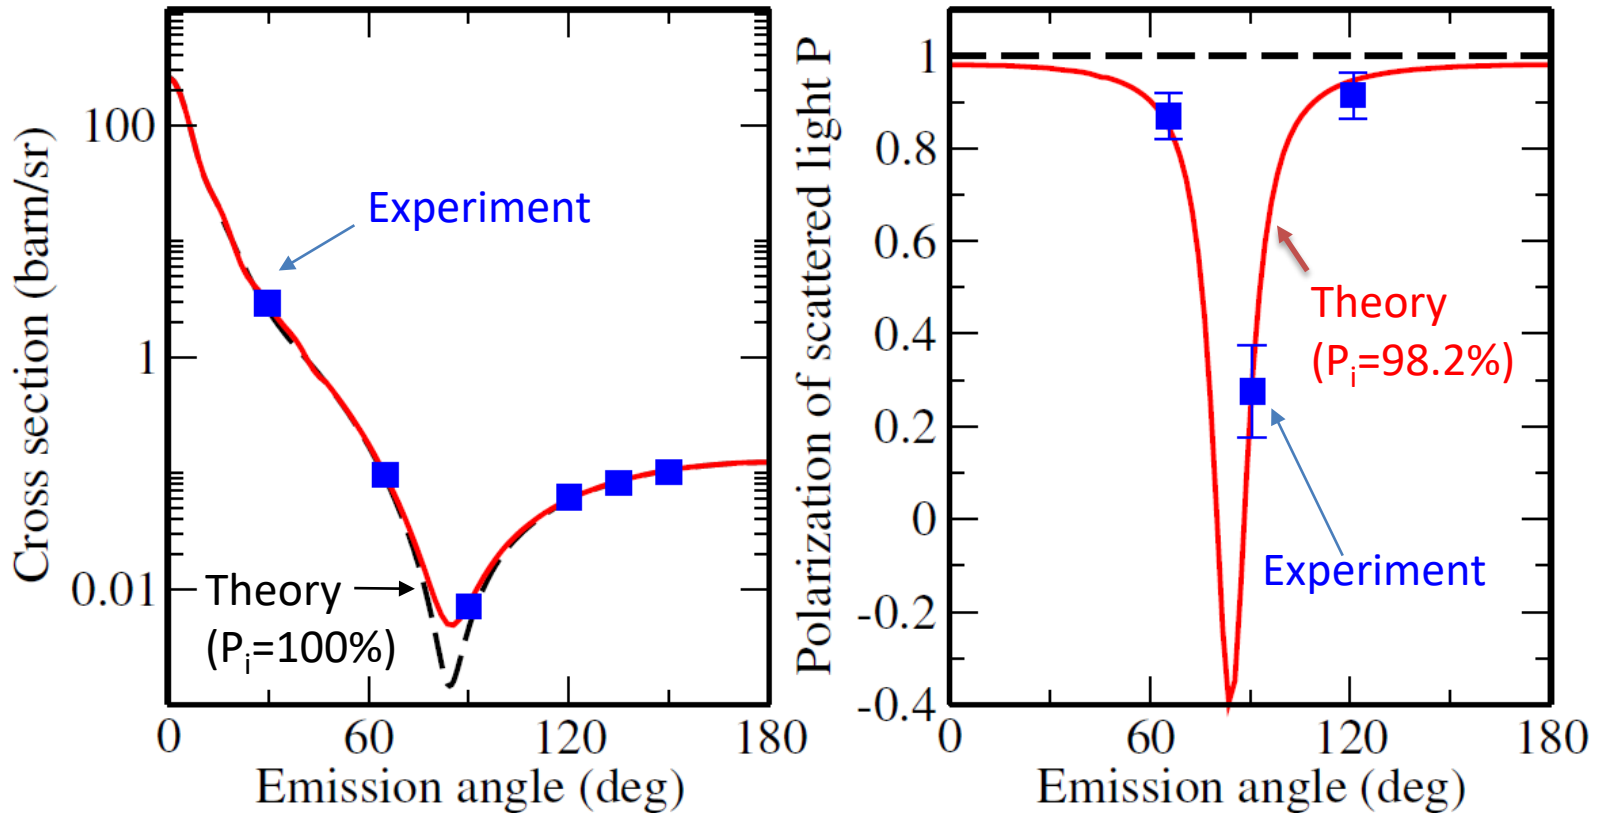 Cross section (barn/sr)
100
1
0.01
Experiment
Theory
(Pi=100%)
0
60
120
180
Emission angle (deg)
Polarization of scattered light P
1
0.8
0.6
0.4
0.2
0
-0.2
-0.4
Theory
(Pi=98.2%)
Experiment
0
60
120
180
Emission angle (deg)